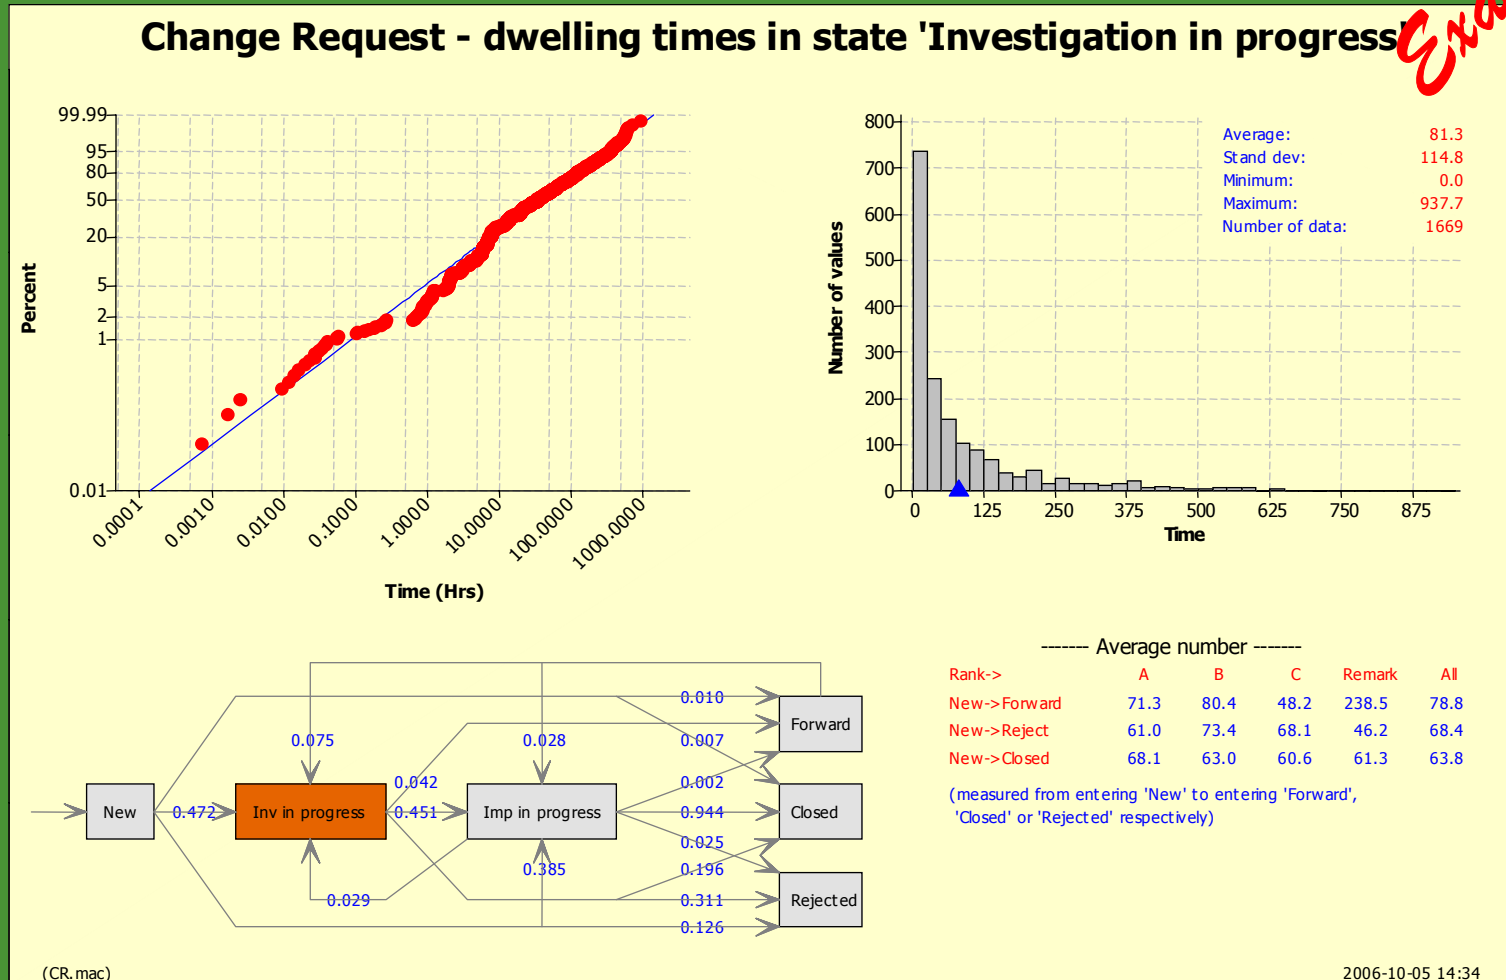 Change Request - dwelling times in state 'Investigation in progress'
Exa
99.99
95
80
50
20
5
2
1
0.01
Percent
0.0001
0.0010
0.0100
0.1000
1.0000
10.0000
100.0000
1000.0000
Time (Hrs)
800
700
600
500
400
300
200
100
0
Number of values
0 125 250 375 500 625 750 875
Time
Average: 81.3
Stand dev: 114.8
Minimum: 0.0
Maximum: 937.7
Number of data: 1669
0.010
Forward
0.075
0.028
0.007
0.042
0.002
New
0.472
Inv in progress
0.451
Imp in progress
0.944
Closed
0.025
0.385
0.196
0.029
0.311
Rejected
0.126
------- Average number -------
Rank-> A B C Remark All
New->Forward 71.3 80.4 48.2 238.5 78.8
New->Reject 61.0 73.4 68.1 46.2 68.4
New->Closed 68.1 63.0 60.6 61.3 63.8
(measured from entering 'New' to entering 'Forward',
'Closed' or 'Rejected' respectively)
(CR.mac)
2006-10-05 14:34